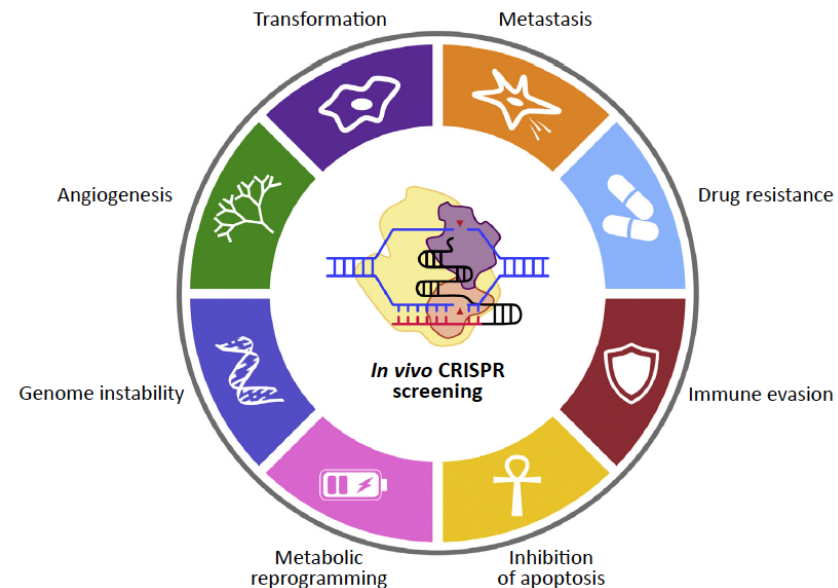 Transformation
Metastasis
Angiogenesis
Drug resistance
In vivo CRISPR
screening
Genome instability
Immune evasion
Metabolic
reprogramming
Inhibition
of apoptosis